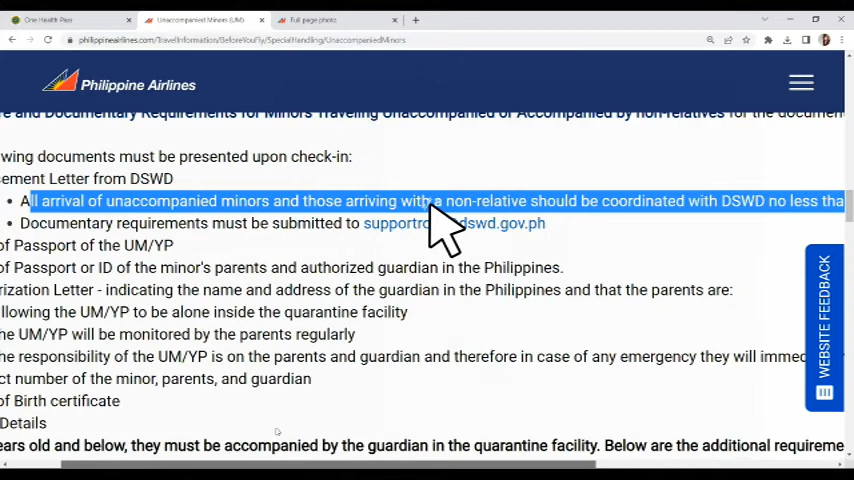 One Health Pass
Unaccompanied Minors (UM)
Full page photo
philippineairlines.com/TravelInformation/BeforeYouFly/SpecialHandling/UnaccompaniedMinors
Philippine Airlines
re and Documentary Requirements for Minors Traveling Unaccompanied or Accompanied by non-relatives for the document
wing documents must be presented upon check-in:
sement Letter from DSWD
• All arrival of unaccompanied minors and those arriving with a non-relative should be coordinated with DSWD no less tha
• Documentary requirements must be submitted to dswd.gov.ph
of Passport of the UM/YP
of Passport or ID of the minor's parents and authorized guardian in the Philippines.
rization Letter - indicating the name and address of the guardian in the Philippines and that the parents are:
llowing the UM/YP to be alone inside the quarantine facility
he UM/YP will be monitored by the parents regularly
he responsibility of the UM/YP is on the parents and guardian and therefore in case of any emergency they will immed
ct number of the minor, parents, and guardian
of Birth certificate
Details
ears old and below, they must be accompanied by the guardian in the quarantine facility. Below are the additional requireme
WEBSITE FEEDBACK